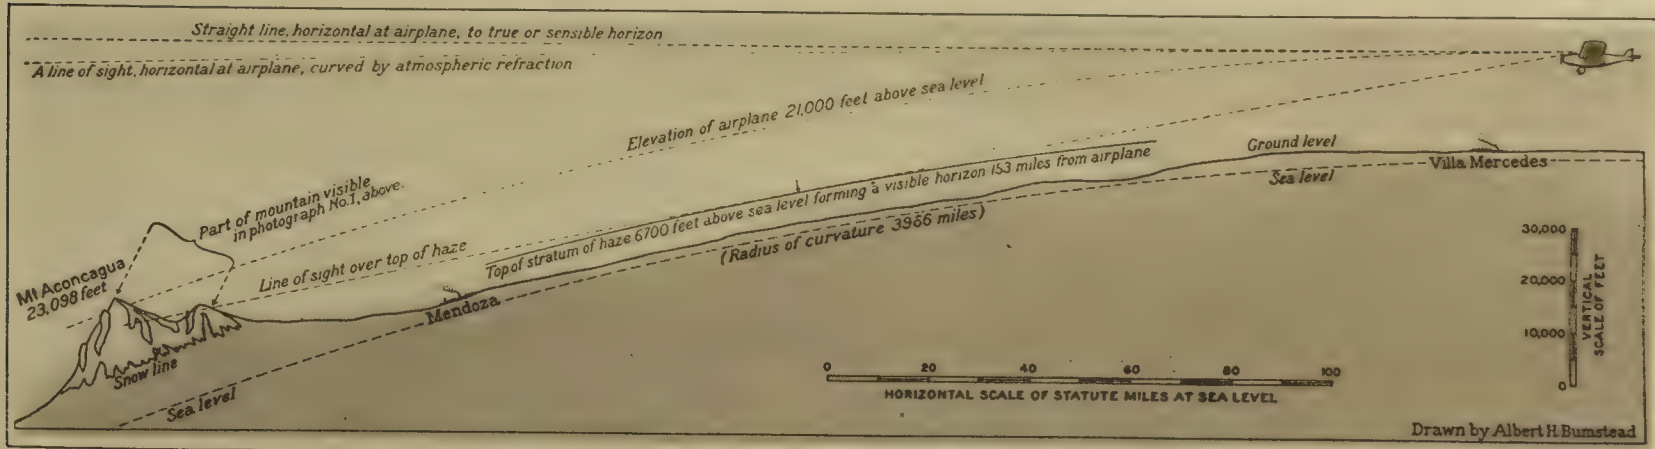 Straight line, horizontal at airplane, to true or sensible horizon
A line of sight, horizontal at airplane, curved by atmospheric refraction
Elevation of airplane 21,000 feet above sea level
Ground level
Villa Mercedes
Sea level
Part of mountain visible
in photograph No.1, above.
Line of sight over top of haze
Top of stratum of haze 6700 feet above sea level forming a visible horizon 153 miles from airplane
(Radius of curvature 3966 miles)
Mt Aconcagua
23,098 feet
Mendoza
Snow line
Sea level
30,000
20,000
10,000
0
VERTICAL
SCALE OF FEET
0 20 40 60 80 100
HORIZONTAL SCALE OF STATUTE MILES AT SEA LEVEL
Drawn by Albert H. Bumstead